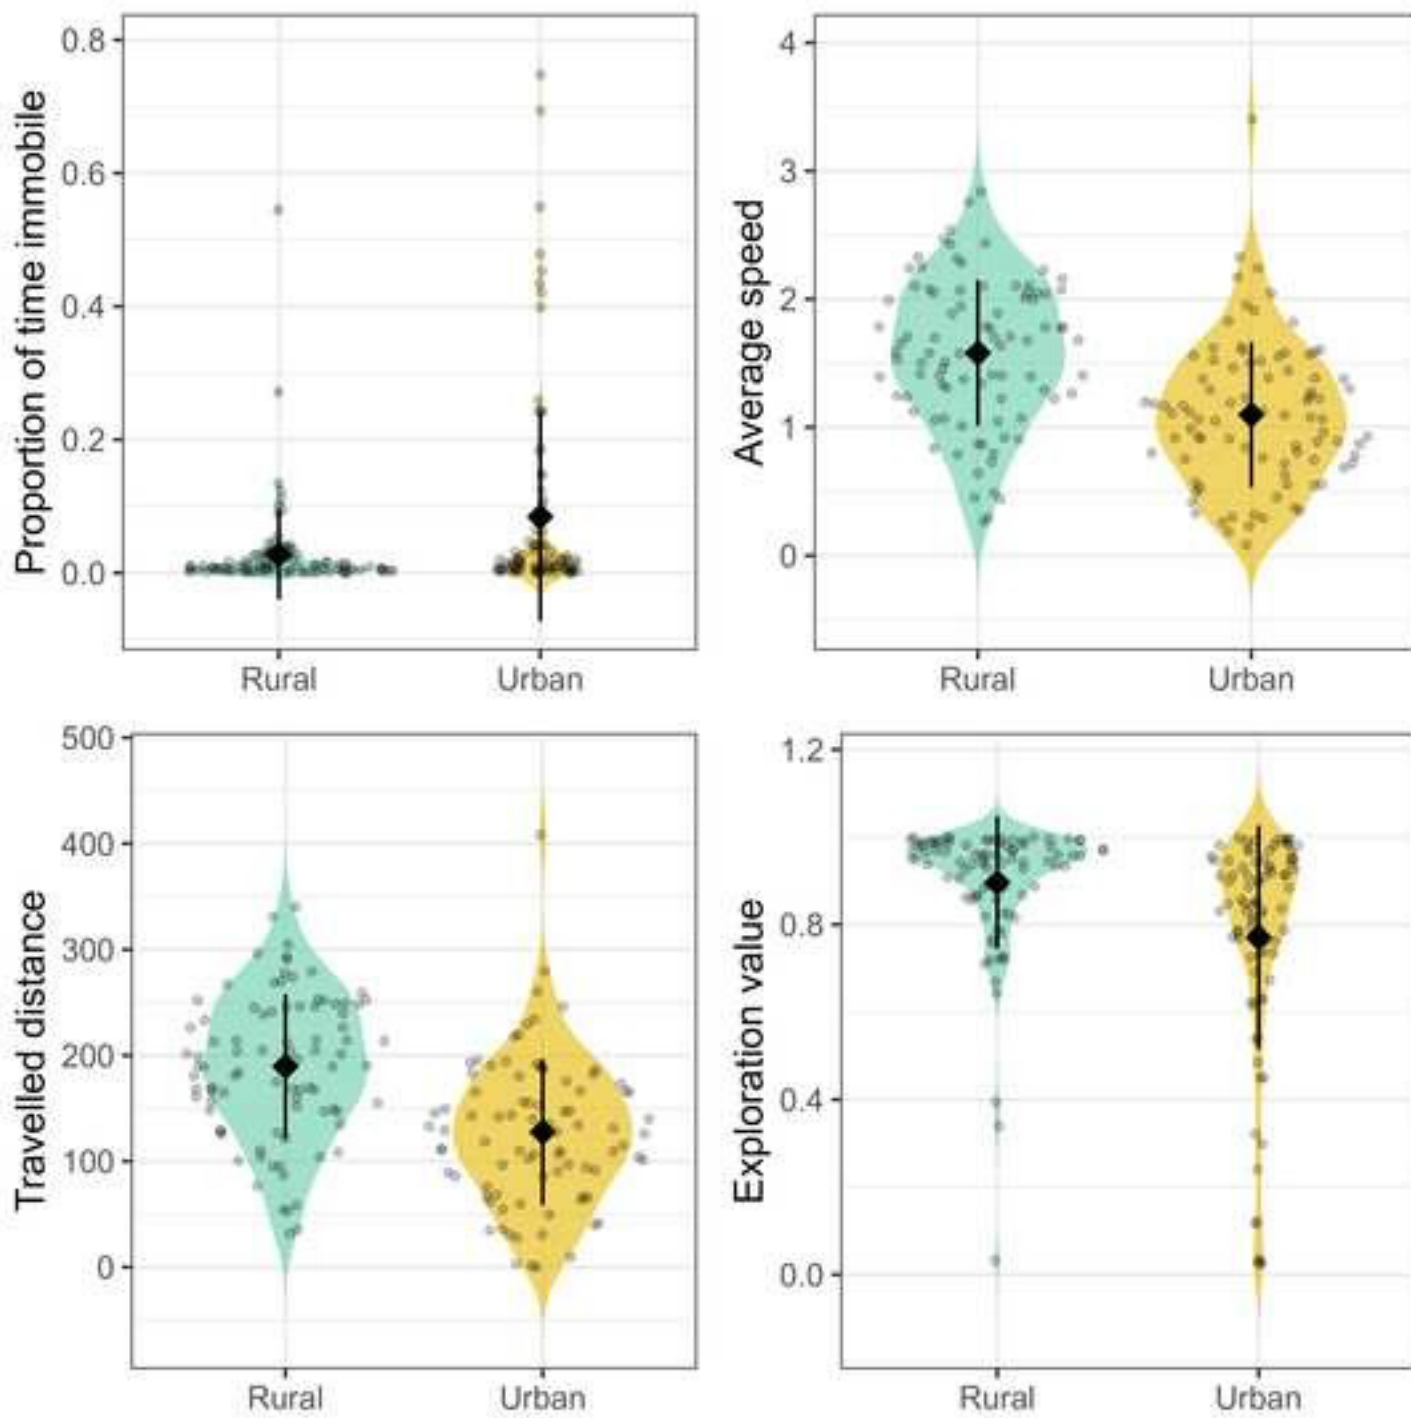 Proportion of time immobile
0.8
0.6
0.4
0.2
0.0
Rural Urban
Average speed
4
3
2
1
0
Rural Urban
Travelled distance
500
400
300
200
100
0
Rural Urban
Exploration value
1.2
0.8
0.4
0.0
Rural Urban